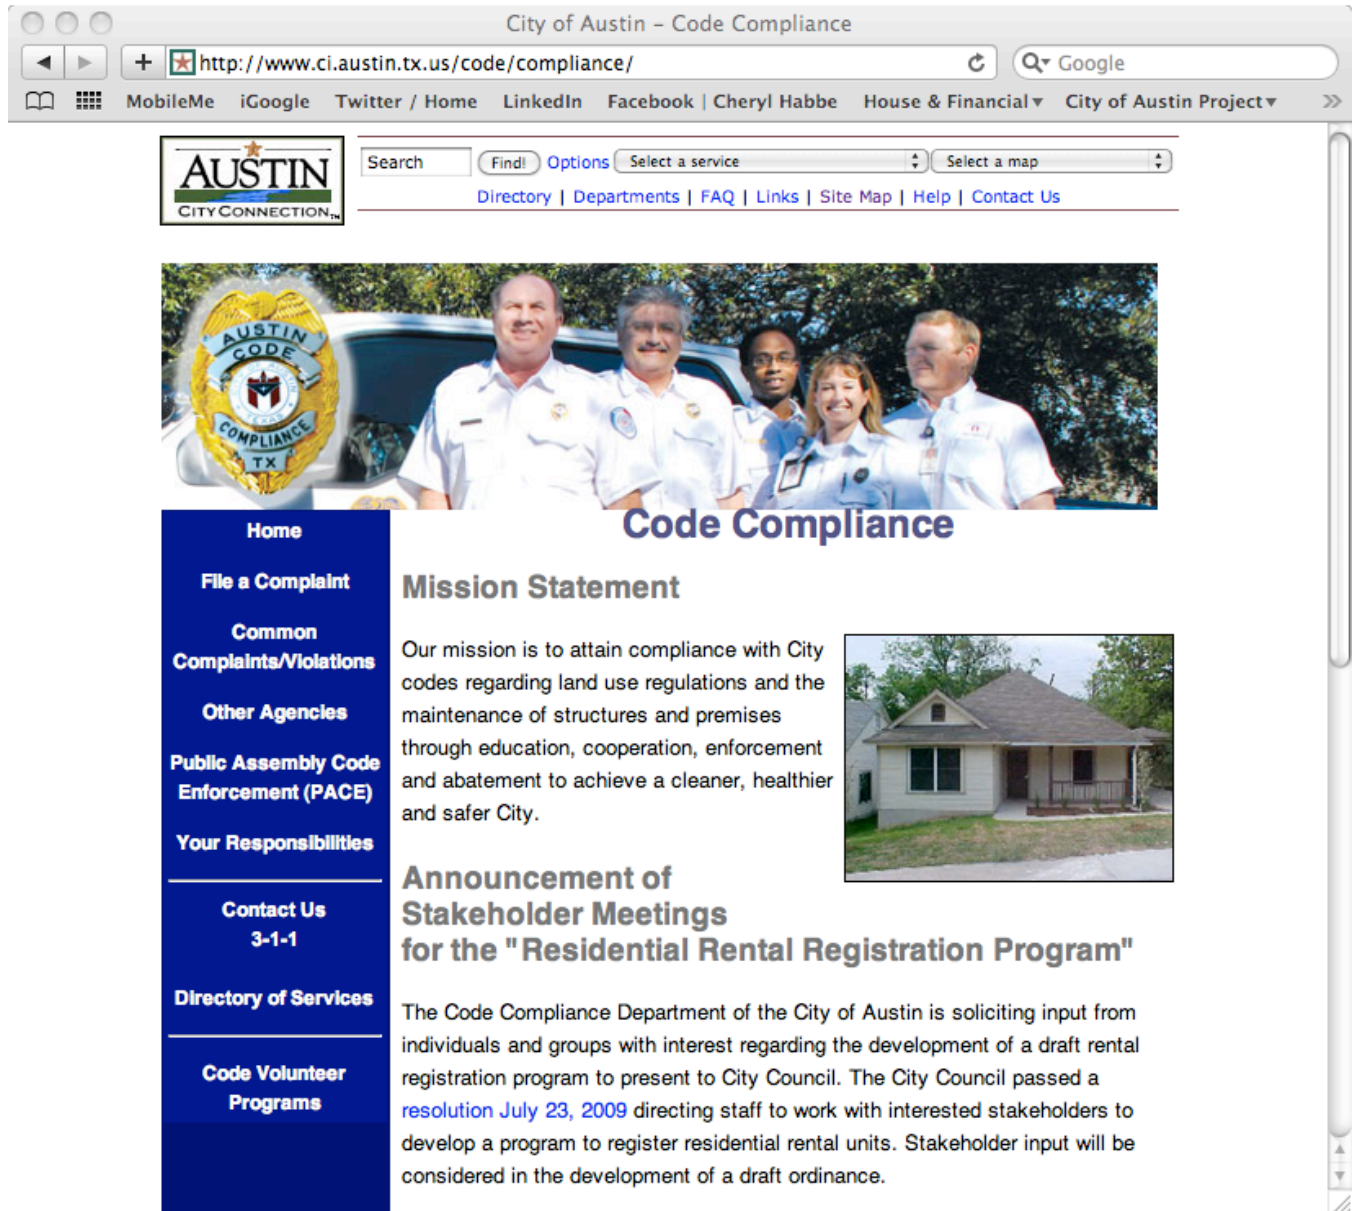 City of Austin – Code Compliance
+ http://www.ci.austin.tx.us/code/compliance/ Google
MobileMe iGoogle Twitter / Home LinkedIn Facebook | Cheryl Habbe House & Financial City of Austin Project >>
AUSTIN
CITY CONNECTION TM
Search Find! Options Select a service Select a map
Directory | Departments | FAQ | Links | Site Map | Help | Contact Us
AUSTIN
CODE
TEXAS
COMPLIANCE
TX
Code Compliance
Home
File a Complaint
Common
Complaints/Violations
Other Agencies
Public Assembly Code
Enforcement (PACE)
Your Responsibilities
Contact Us
3-1-1
Directory of Services
Code Volunteer
Programs
Mission Statement
Our mission is to attain compliance with City
codes regarding land use regulations and the
maintenance of structures and premises
through education, cooperation, enforcement
and abatement to achieve a cleaner, healthier
and safer City.
Announcement of
Stakeholder Meetings
for the "Residential Rental Registration Program"
The Code Compliance Department of the City of Austin is soliciting input from
individuals and groups with interest regarding the development of a draft rental
registration program to present to City Council. The City Council passed a
resolution July 23, 2009 directing staff to work with interested stakeholders to
develop a program to register residential rental units. Stakeholder input will be
considered in the development of a draft ordinance.